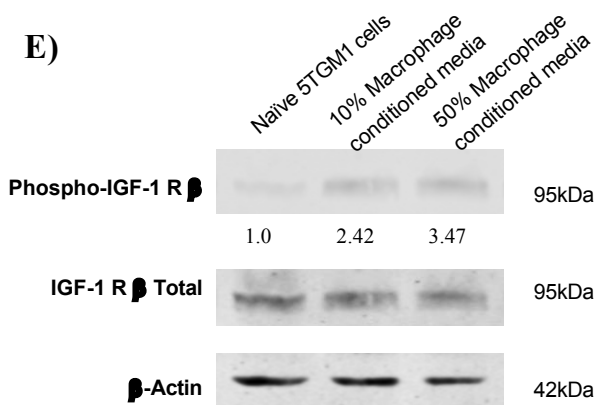 E)
Naïve 5TGM1 cells
10% Macrophage
conditioned media
50% Macrophage
conditioned media
Phospho-IGF-1 R β
95kDa
1.0 2.42 3.47
IGF-1 R β Total
95kDa
β-Actin
42kDa